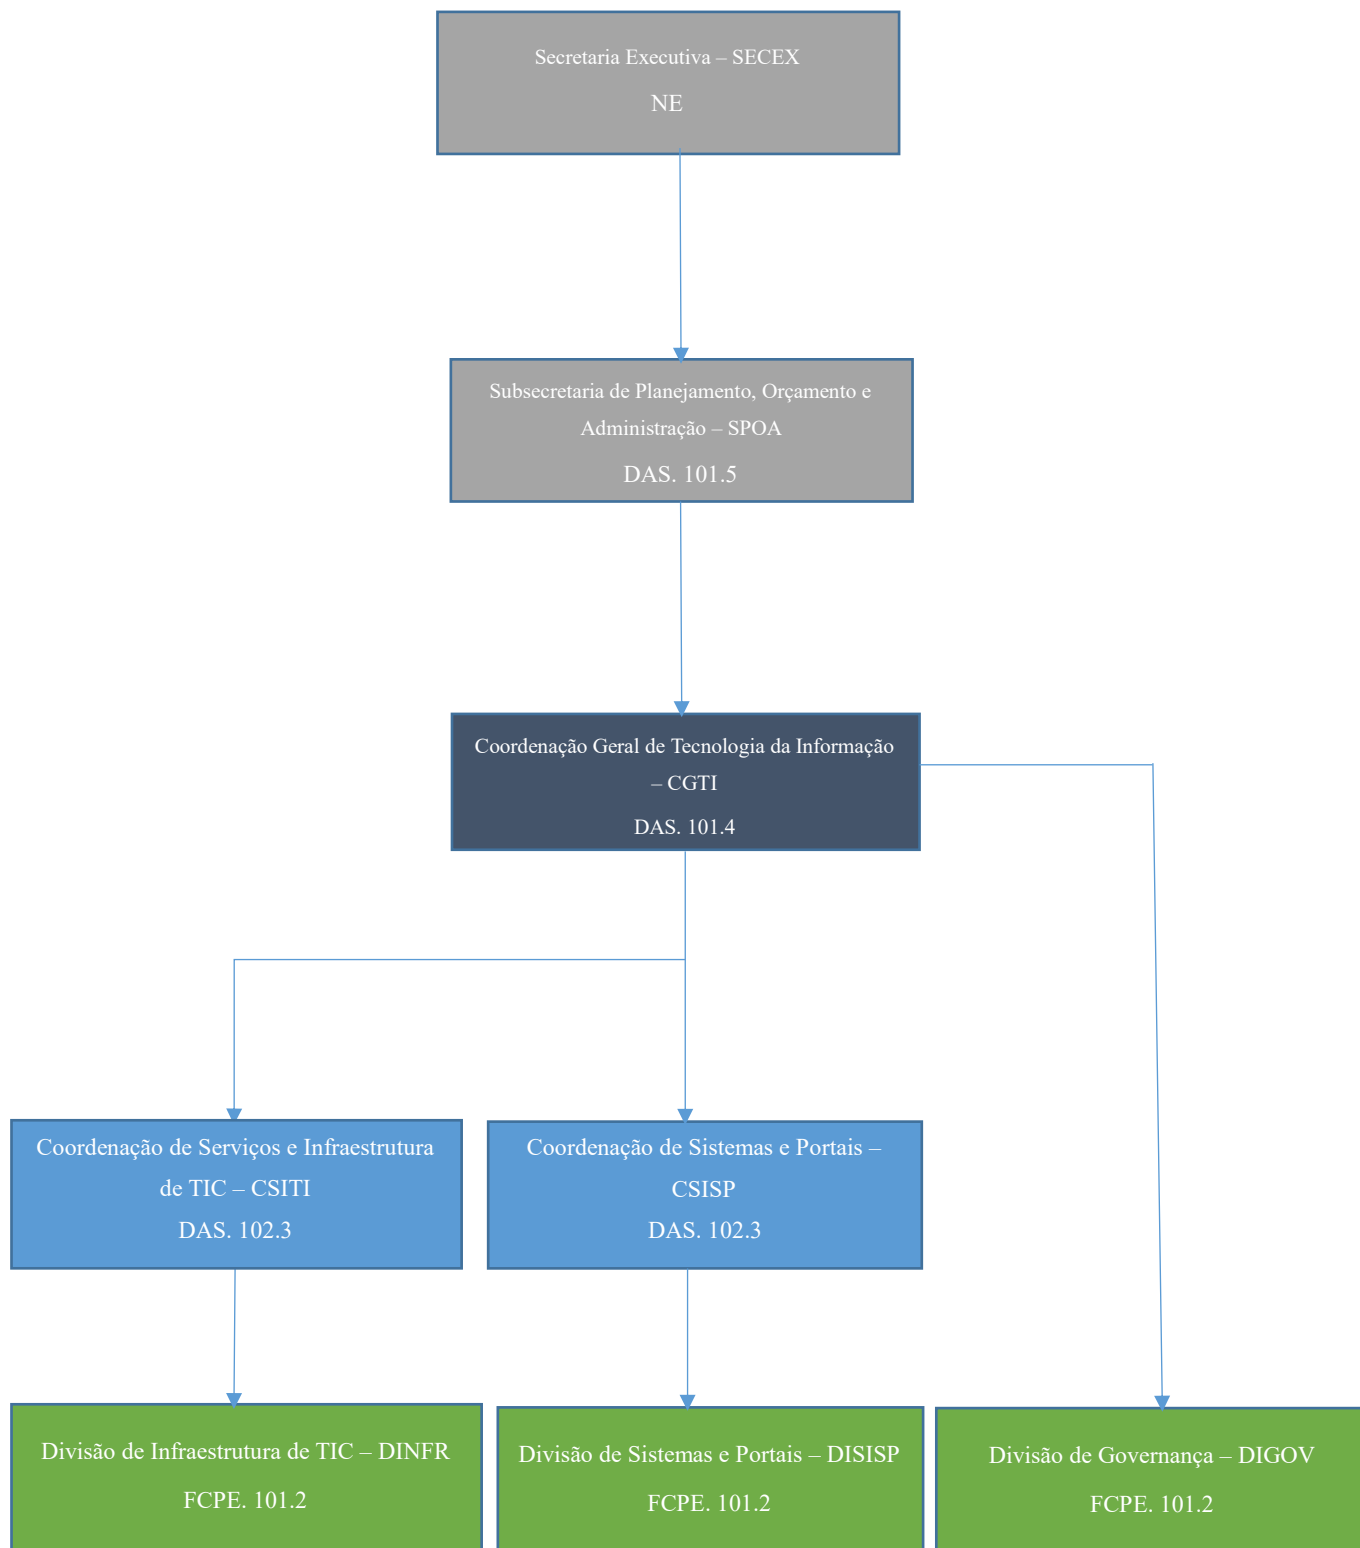 Secretaria Executiva – SECEX
NE
Subsecretaria de Planejamento, Orçamento e
Administração – SPOA
DAS. 101.5
Coordenação Geral de Tecnologia da Informação
– CGTI
DAS. 101.4
Coordenação de Serviços e Infraestrutura
de TIC – CSITI
DAS. 102.3
Coordenação de Sistemas e Portais –
CSISP
DAS. 102.3
Divisão de Infraestrutura de TIC – DINFR
FCPE. 101.2
Divisão de Sistemas e Portais – DISISP
FCPE. 101.2
Divisão de Governança – DIGOV
FCPE. 101.2